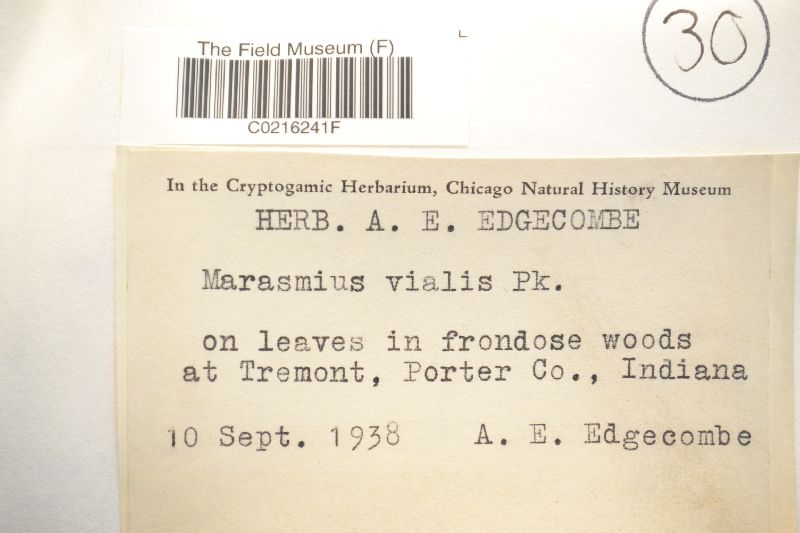 30
The Field Museum (F)
C0216241F
In the Cryptogamic Herbarium, Chicago Natural History Museum
HERB. A. E. EDGECOMBE
Marasmius vialis Pk.
on leaves in frondose woods
at Tremont, Porter Co., Indiana
10 Sept. 1938 A. E. Edgecombe